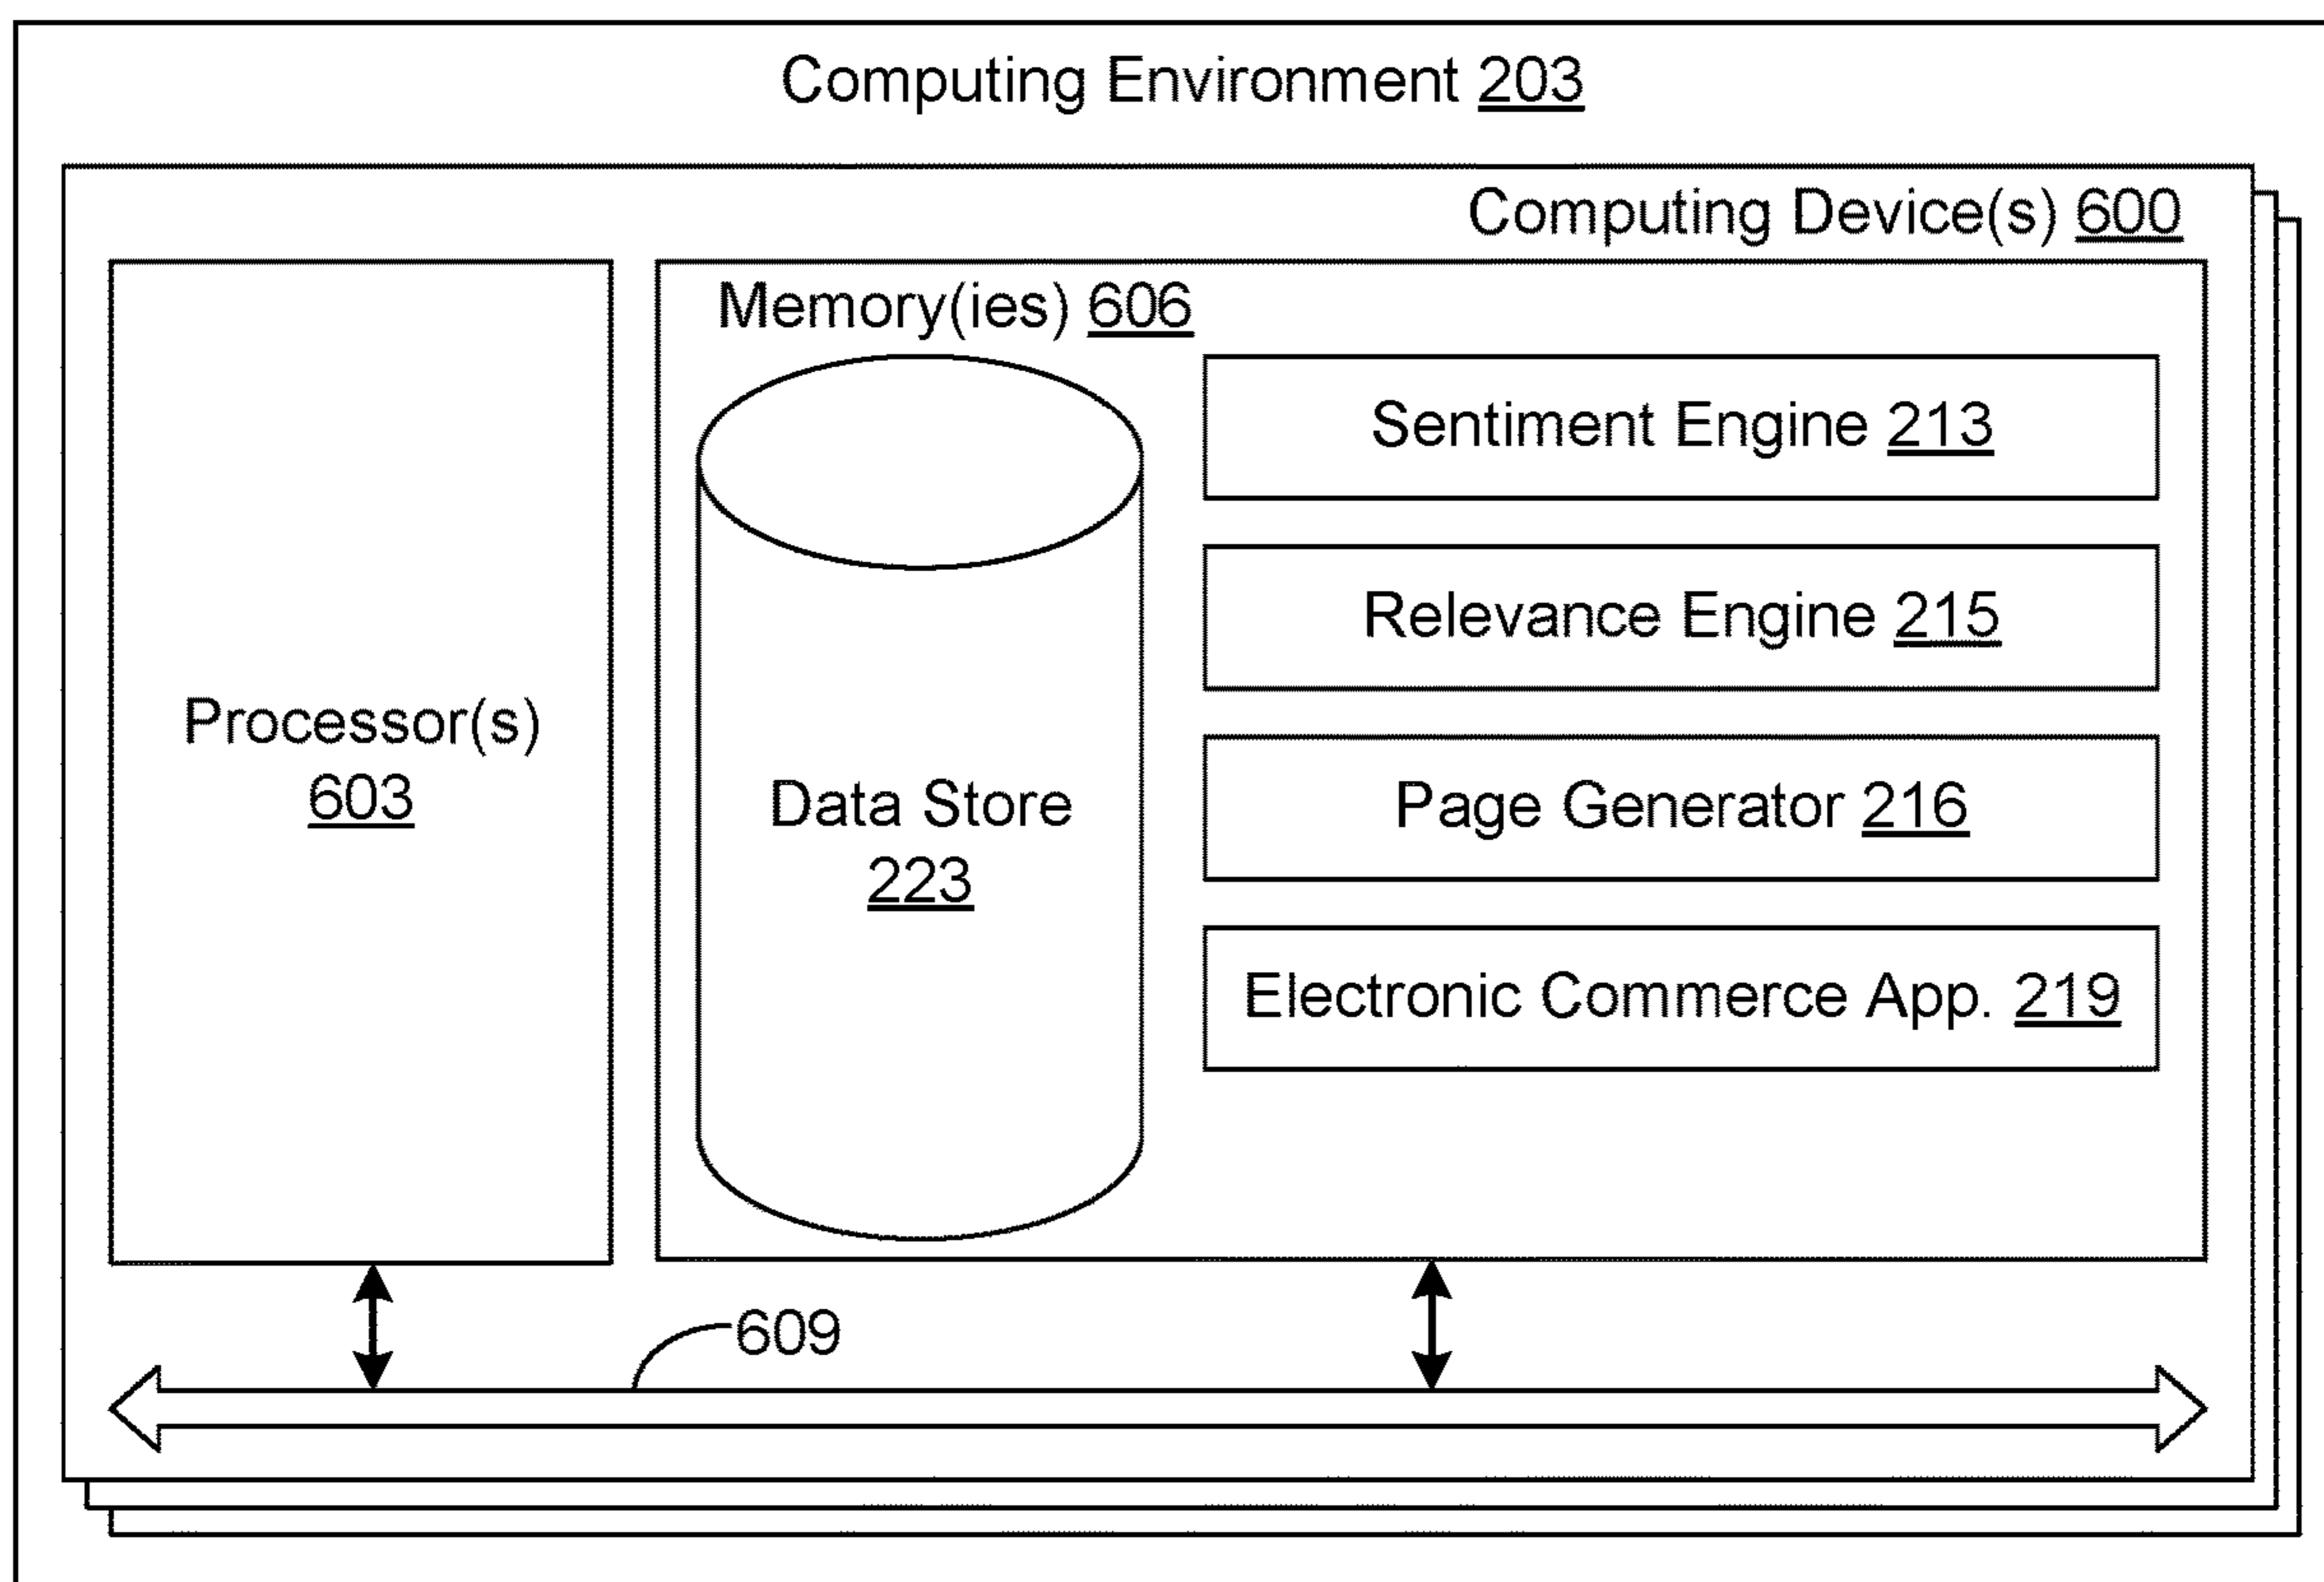 Computing Environment 203
Computing Device(s) 600
Memory(ies) 606
Sentiment Engine 213
Relevance Engine 215
Processor(s)
603
Data Store
223
Page Generator 216
Electronic Commerce App. 219
609